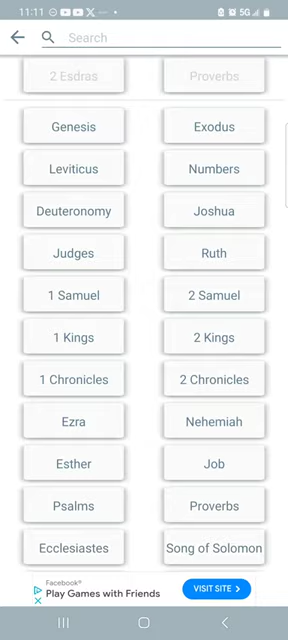 11:11
5G
Search
2 Esdras Proverbs
Genesis Exodus
Leviticus Numbers
Deuteronomy Joshua
Judges Ruth
1 Samuel 2 Samuel
1 Kings 2 Kings
1 Chronicles 2 Chronicles
Ezra Nehemiah
Esther Job
Psalms Proverbs
Ecclesiastes Song of Solomon
Facebook®
Play Games with Friends
VISIT SITE